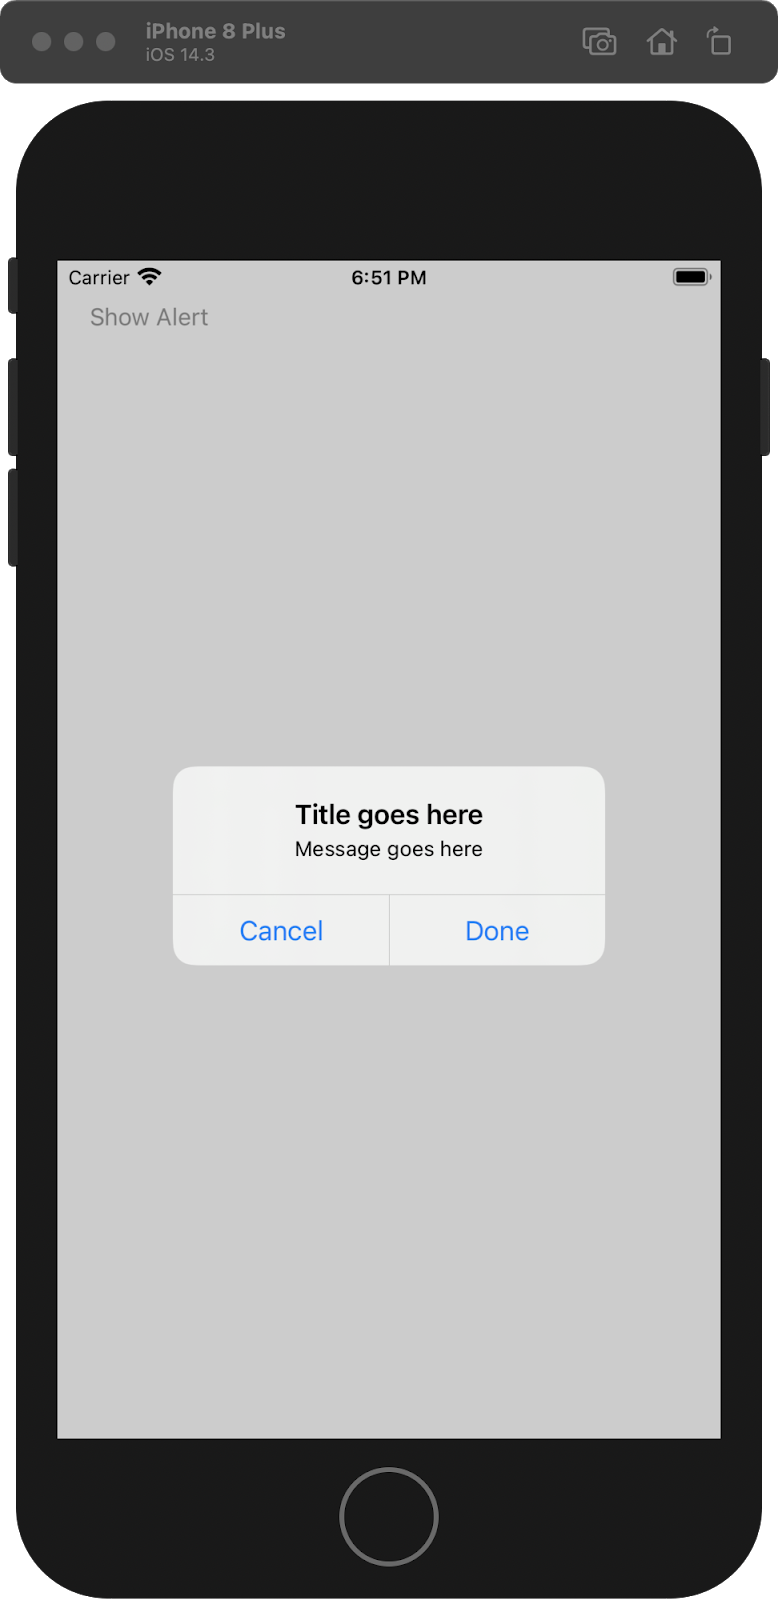 iPhone 8 Plus
iOS 14.3
Carrier 6:51 PM
Show Alert
Title goes here
Message goes here
Cancel Done